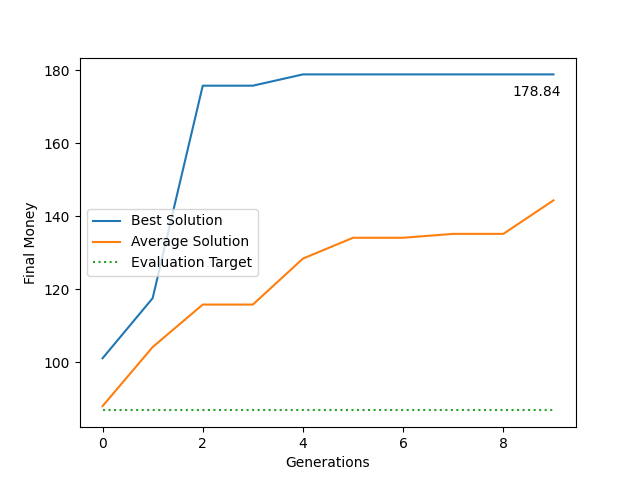 180
160
140
120
100
Final Money
178.84
Best Solution
Average Solution
Evaluation Target
0
2
4
6
8
Generations